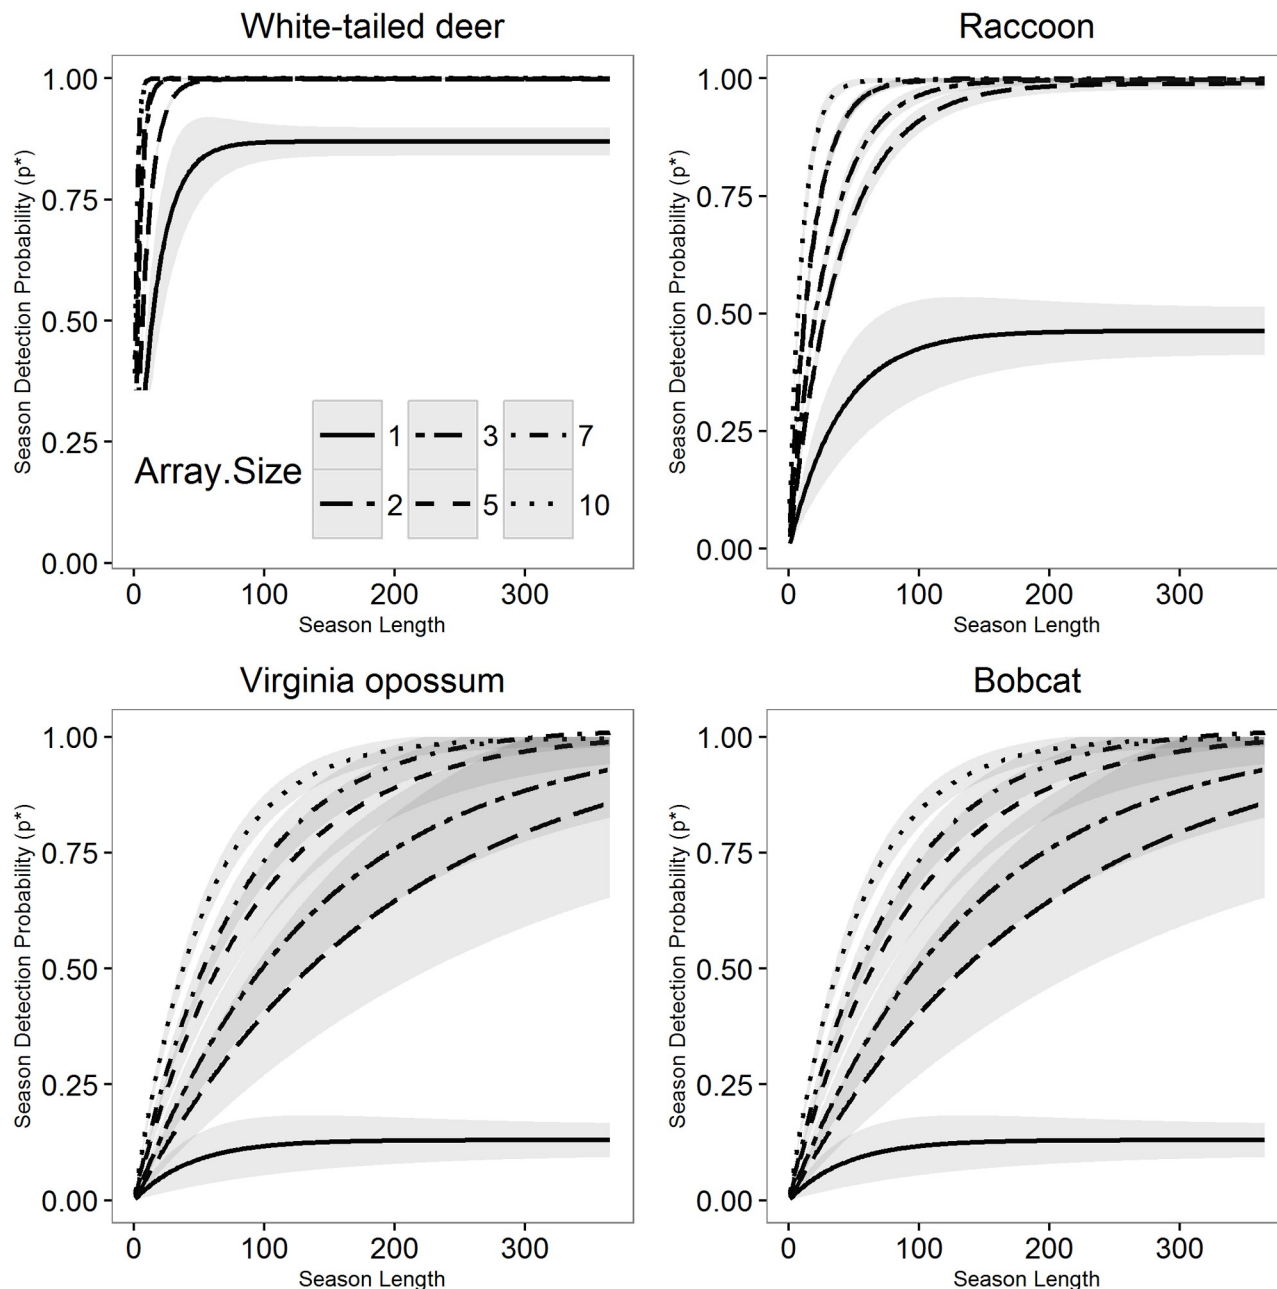 White-tailed deer
Season Detection Probability (p*)
1.00
0.75
0.50
0.25
0.00
Array.Size
1 3 7
2 5 10
0 100 200 300
Season Length
Raccoon
Season Detection Probability (p*)
1.00
0.75
0.50
0.25
0.00
0 100 200 300
Season Length
Virginia opossum
Season Detection Probability (p*)
1.00
0.75
0.50
0.25
0.00
0 100 200 300
Season Length
Bobcat
Season Detection Probability (p*)
1.00
0.75
0.50
0.25
0.00
0 100 200 300
Season Length